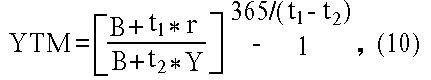 YTM=[B+t₁*r / B+t₂*Y]^365/(t₁-t₂) - 1 , (10)